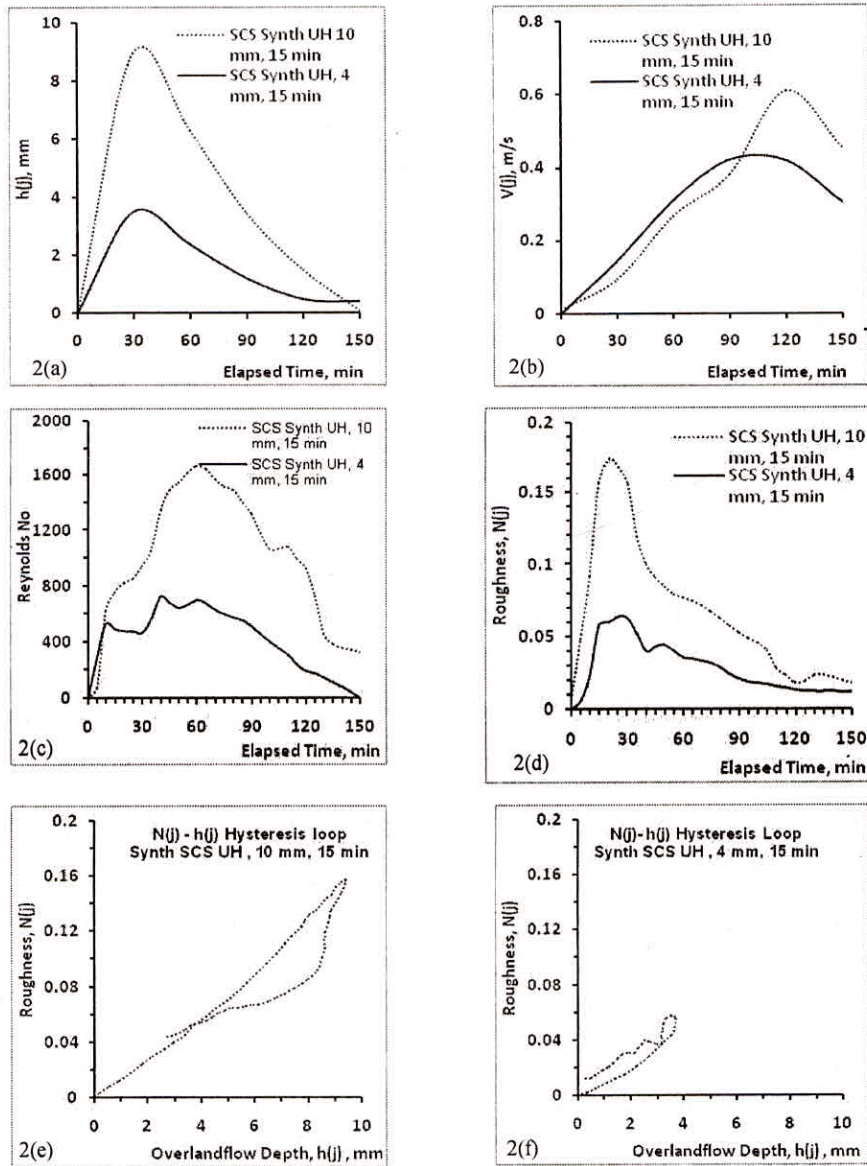 10
8
6
4
2
0
h(j), mm
SCS Synth UH 10
mm, 15 min
SCS Synth UH, 4
mm, 15 min
0 30 60 90 120 150
2(a)
Elapsed Time, min
0.8
0.6
0.4
0.2
0
V(j), m/s
SCS Synth UH, 10
mm, 15 min
SCS Synth UH, 4
mm, 15 min
0 30 60 90 120 150
2(b)
Elapsed Time, min
2000
1600
1200
800
400
0
Reynolds No
SCS Synth UH, 10
mm, 15 min
SCS Synth UH, 4
mm, 15 min
0 30 60 90 120 150
2(c)
Elapsed Time, min
0.2
0.15
0.1
0.05
0
Roughness, N(j)
SCS Synth UH, 10
mm, 15 min
SCS Synth UH, 4
mm, 15 min
0 30 60 90 120 150
2(d)
Elapsed Time, min
N(j) - h(j) Hysteresis loop
Synth SCS UH , 10 mm, 15 min
0.2
0.16
0.12
0.08
0.04
0
Roughness, N(j)
0 2 4 6 8 10
2(e)
Overlandflow Depth, h(j) , mm
N(j)- h(j) Hysteresis Loop
Synth SCS UH , 4 mm, 15 min
0.2
0.16
0.12
0.08
0.04
0
Roughness, N(j)
0 2 4 6 8 10
2(f)
Overlandflow Depth, h(j) , mm